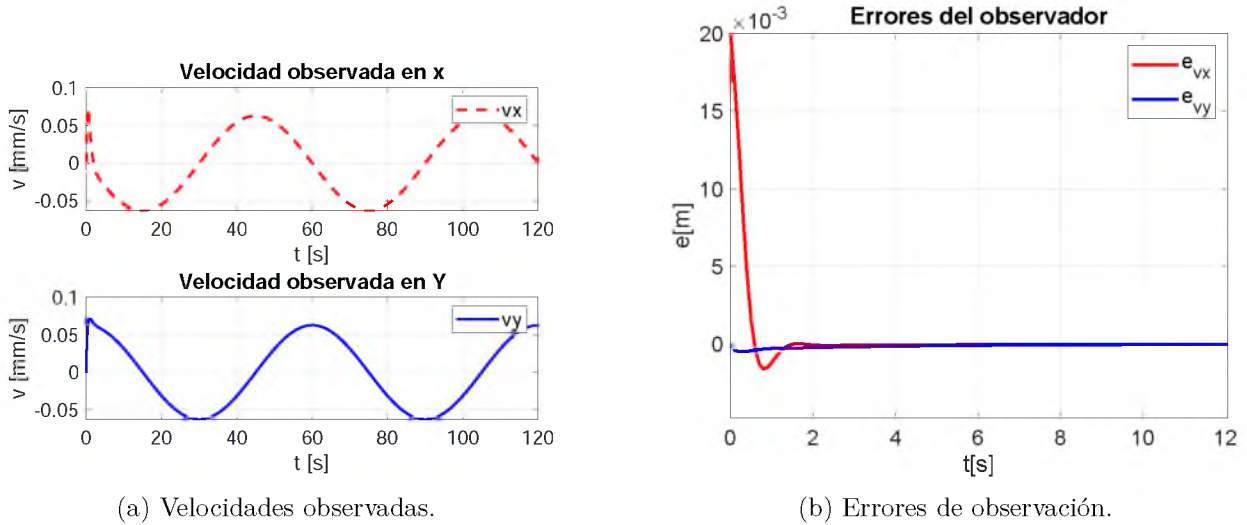 Velocidad observada en x
0.1
0.05
0
-0.05
v [mm/s]
vx
0 20 40 60 80 100 120
t [s]
Velocidad observada en Y
0.1
0.05
0
-0.05
v [mm/s]
vy
0 20 40 60 80 100 120
t [s]
(a) Velocidades observadas.
Errores del observador
×10-3
20
15
10
5
0
e[m]
evx
evy
0 2 4 6 8 10 12
t[s]
(b) Errores de observación.